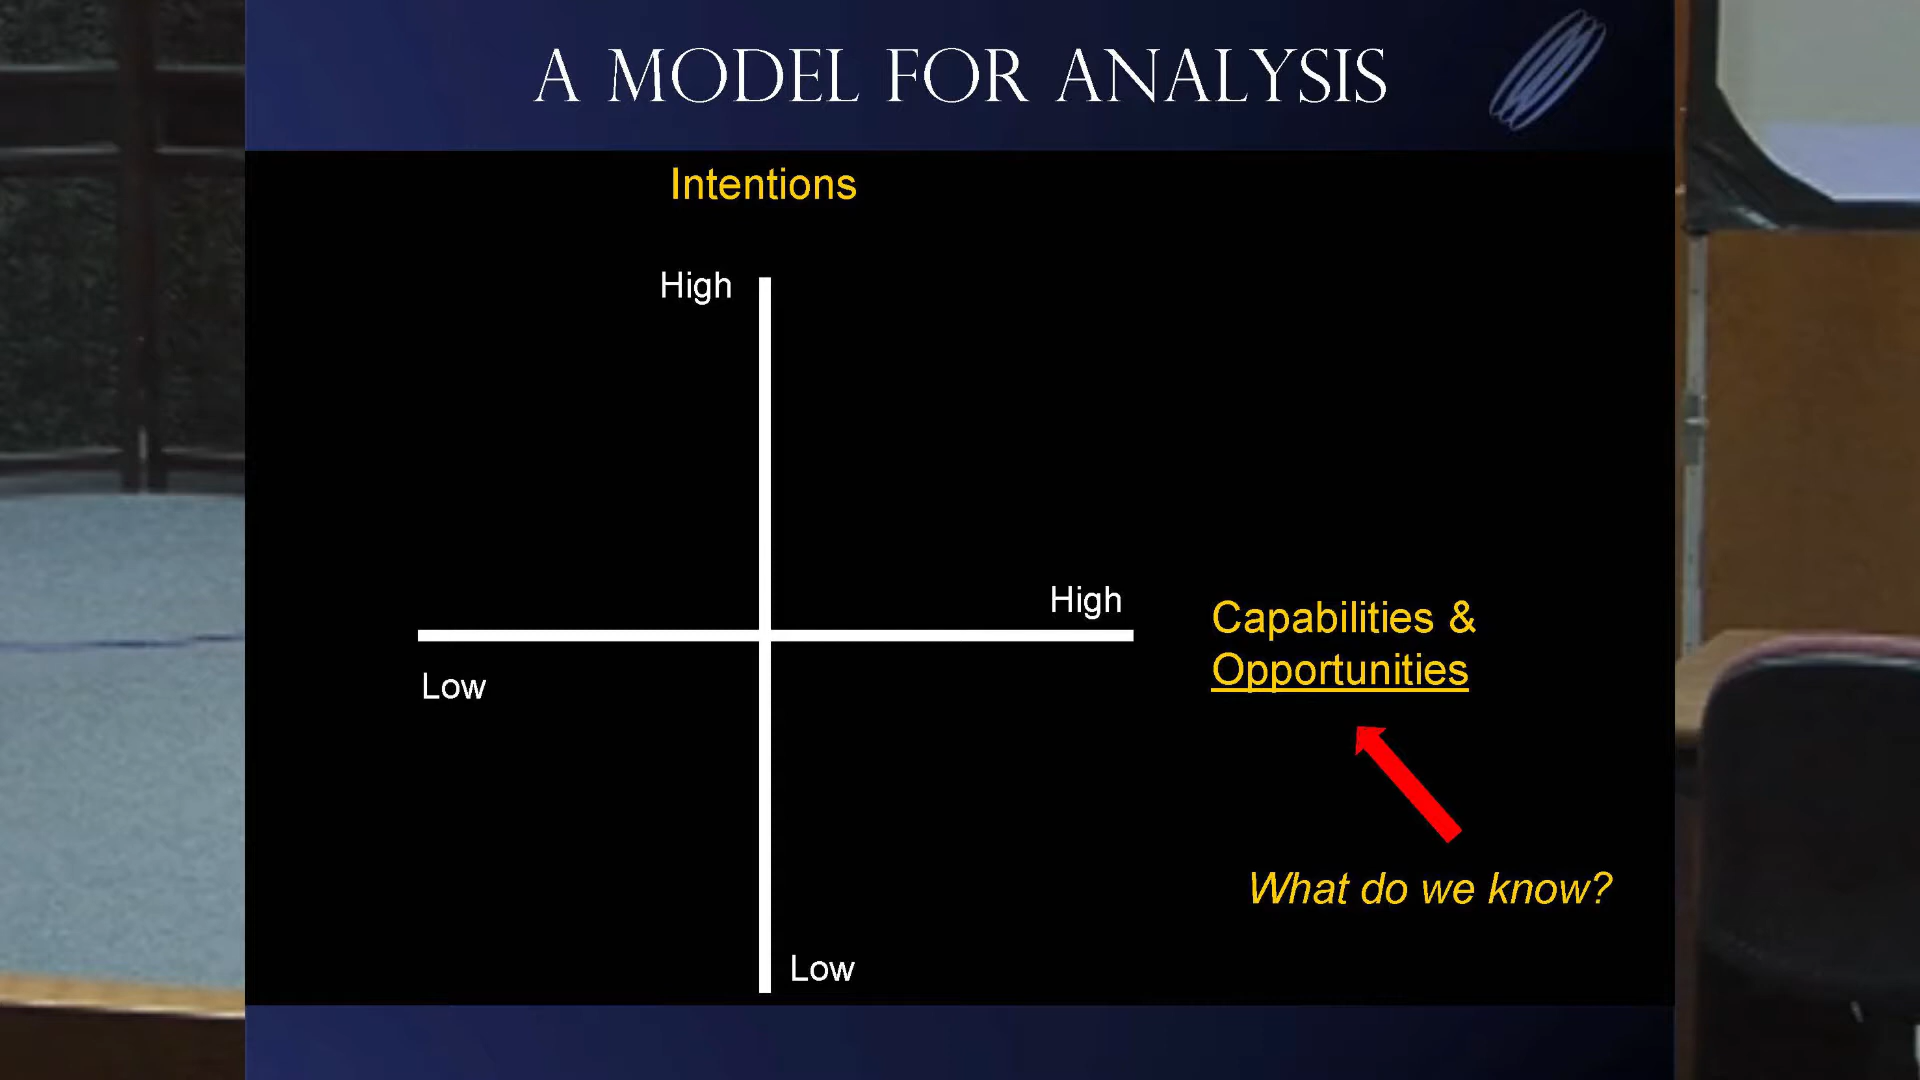 A MODEL FOR ANALYSIS
Intentions
High
High
Capabilities &
Opportunities
Low
What do we know?
Low